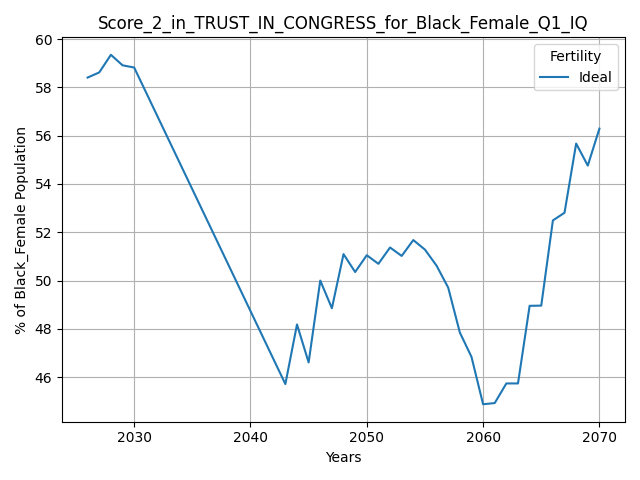 Score_2_in_TRUST_IN_CONGRESS_for_Black_Female_Q1_IQ
% of Black_Female Population
60
58
56
54
52
50
48
46
Fertility
Ideal
2030 2040 2050 2060 2070
Years